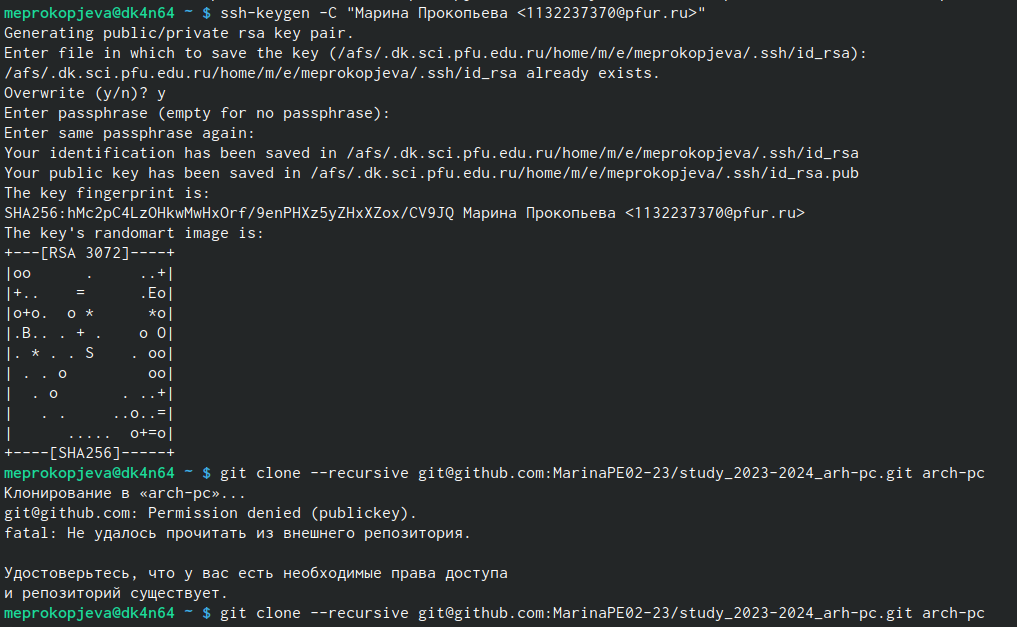 meprokopjeva@dk4n64 ~ $ ssh-keygen -C "Марина Прокопьева <1132237370@pfur.ru>"
Generating public/private rsa key pair.
Enter file in which to save the key (/afs/.dk.sci.pfu.edu.ru/home/m/e/meprokopjeva/.ssh/id_rsa):
/afs/.dk.sci.pfu.edu.ru/home/m/e/meprokopjeva/.ssh/id_rsa already exists.
Overwrite (y/n)? y
Enter passphrase (empty for no passphrase):
Enter same passphrase again:
Your identification has been saved in /afs/.dk.sci.pfu.edu.ru/home/m/e/meprokopjeva/.ssh/id_rsa
Your public key has been saved in /afs/.dk.sci.pfu.edu.ru/home/m/e/meprokopjeva/.ssh/id_rsa.pub
The key fingerprint is:
SHA256:hMc2pC4LzOHkwMwHxOrf/9enPHXz5yZHxXZox/CV9JQ Марина Прокопьева <1132237370@pfur.ru>
The key's randomart image is:
+---[RSA 3072]----+
|oo      .     ..+|
|+..    =      .Eo|
|o+o.  o *      *o|
|.B.. . + .    o O|
|. * . . S    . oo|
| . . o         oo|
|  . o       . ..+|
|   . .     ..o..=|
|      .....  o+=o|
+----[SHA256]-----+
meprokopjeva@dk4n64 ~ $ git clone --recursive git@github.com:MarinaPE02-23/study_2023-2024_arh-pc.git arch-pc
Клонирование в «arch-pc»...
git@github.com: Permission denied (publickey).
fatal: Не удалось прочитать из внешнего репозитория.

Удостоверьтесь, что у вас есть необходимые права доступа
и репозиторий существует.
meprokopjeva@dk4n64 ~ $ git clone --recursive git@github.com:MarinaPE02-23/study_2023-2024_arh-pc.git arch-pc